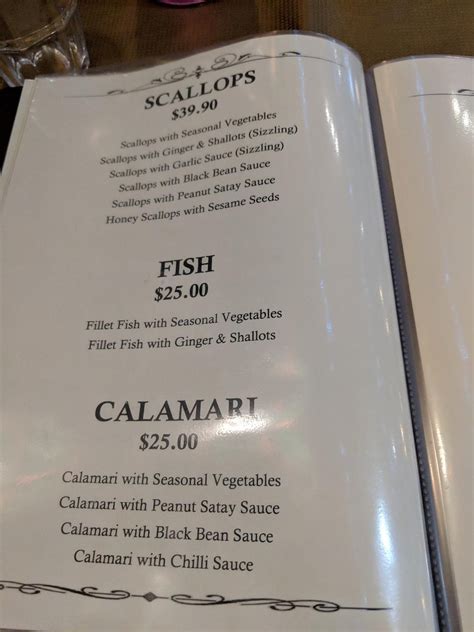 SCALLOPS
$39.90
Scallops with Seasonal Vegetables
Scallops with Ginger & Shallots (Sizzling)
Scallops with Garlic Sauce (Sizzling)
Scallops with Black Bean Sauce
Scallops with Peanut Satay Sauce
Honey Scallops with Sesame Seeds
FISH
$25.00
Fillet Fish with Seasonal Vegetables
Fillet Fish with Ginger & Shallots
CALAMARI
$25.00
Calamari with Seasonal Vegetables
Calamari with Peanut Satay Sauce
Calamari with Black Bean Sauce
Calamari with Chilli Sauce